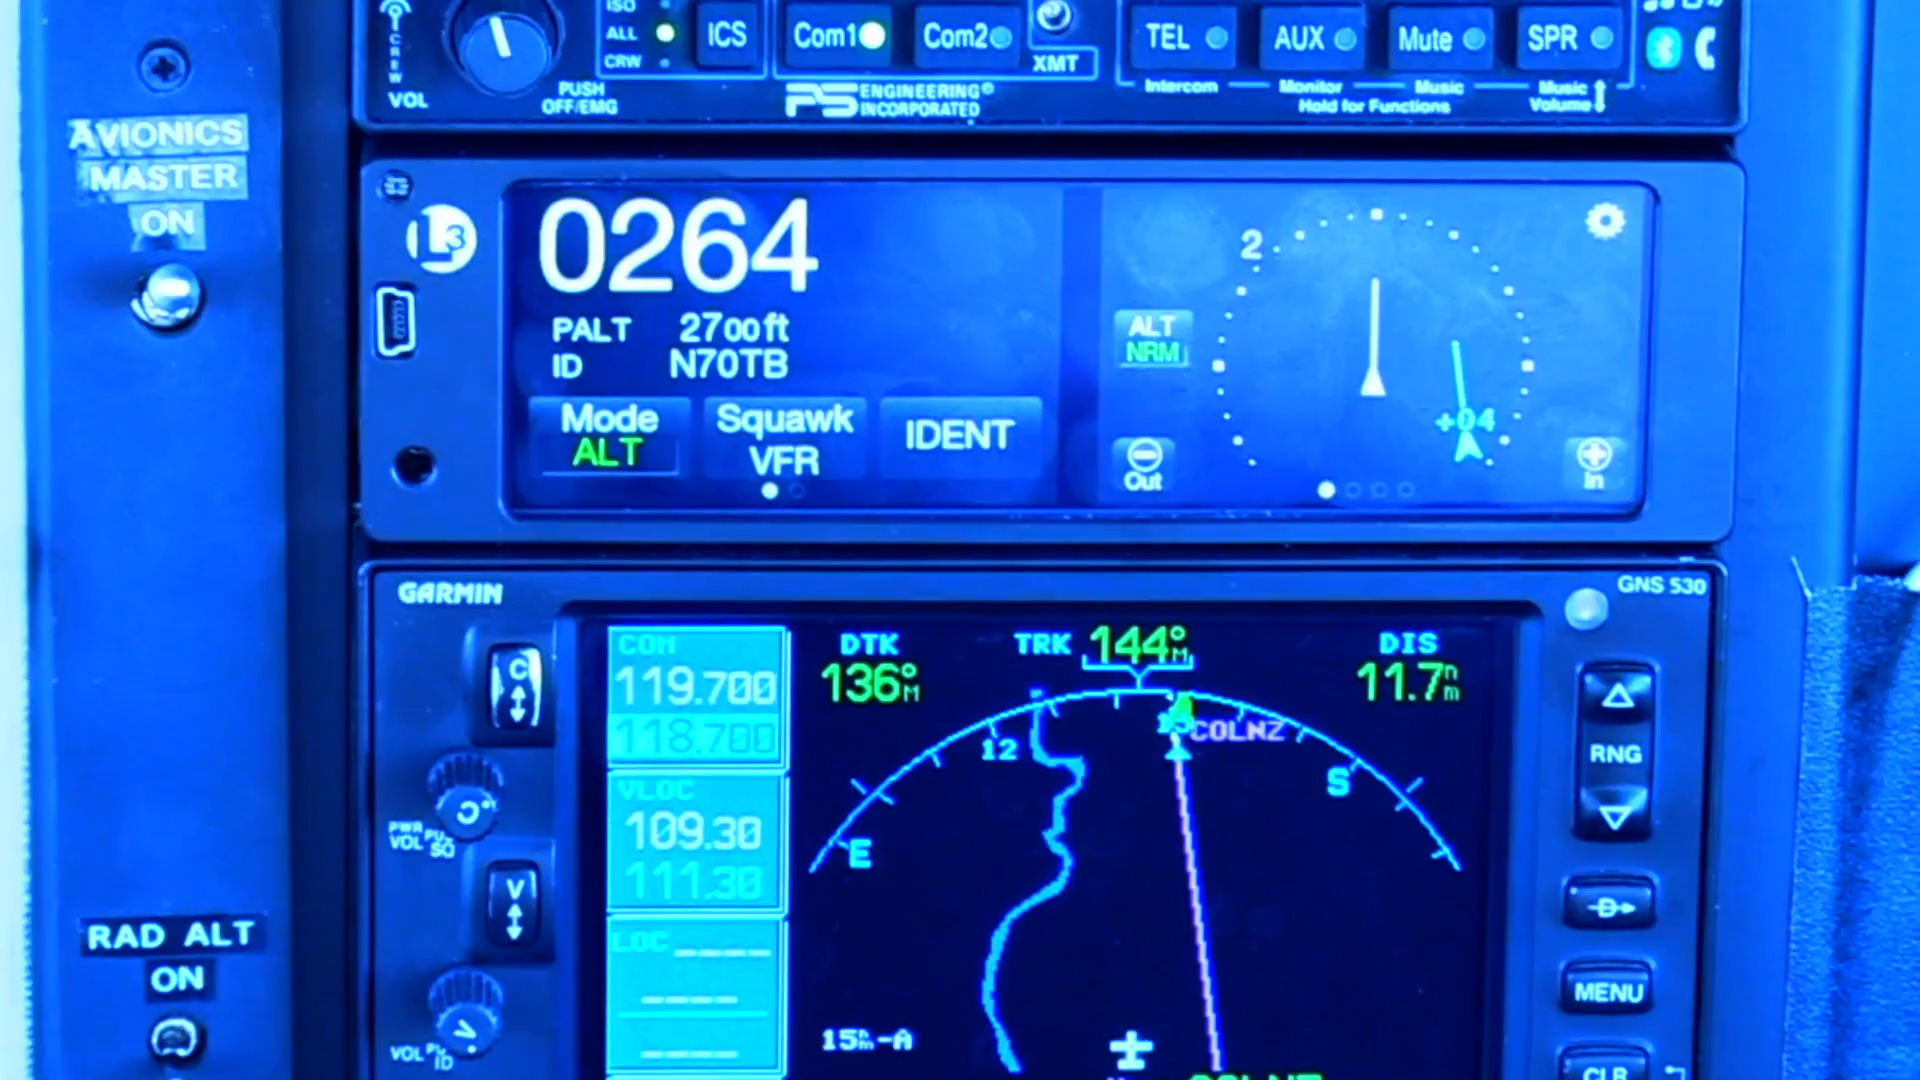 ISO
ALL
CRW
CREW
VOL
PUSH
OFF/EMG
ICS
Com1
Com2
XMT
TEL
AUX
Mute
SPR
Intercom
Monitor
Music
Music
Volume
Hold for Functions
PS ENGINEERING
INCORPORATED
AVIONICS
MASTER
ON
L3
0264
PALT 2700ft
ID N70TB
Mode
ALT
Squawk
VFR
IDENT
2
ALT
NRM
+04
Out
In
GARMIN
GNS 530
COM
119.700
118.700
VLOC
109.30
111.30
LOC
DTK
136°M
TRK 144°M
DIS
11.7nm
12
15
COLNZ
E
S
15nm-A
COLNZ
C
PWR
VOL
PUSH
SQ
V
VOL
ID
RNG
D
MENU
CLR
RAD ALT
ON